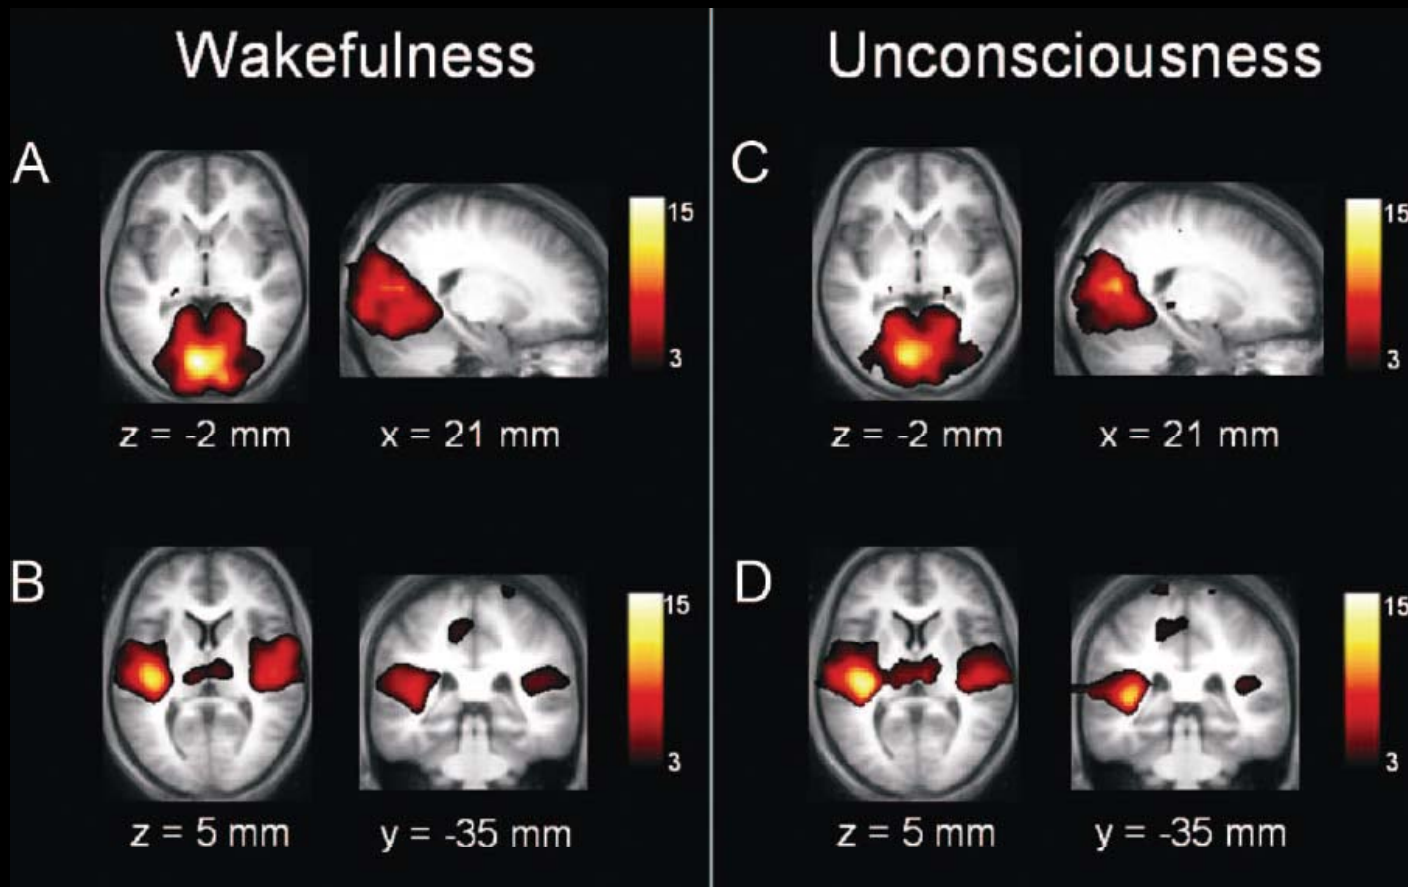 Wakefulness
A
15
3
z = -2 mm
x = 21 mm
B
15
3
z = 5 mm
y = -35 mm
Unconsciousness
C
15
3
z = -2 mm
x = 21 mm
D
15
3
z = 5 mm
y = -35 mm